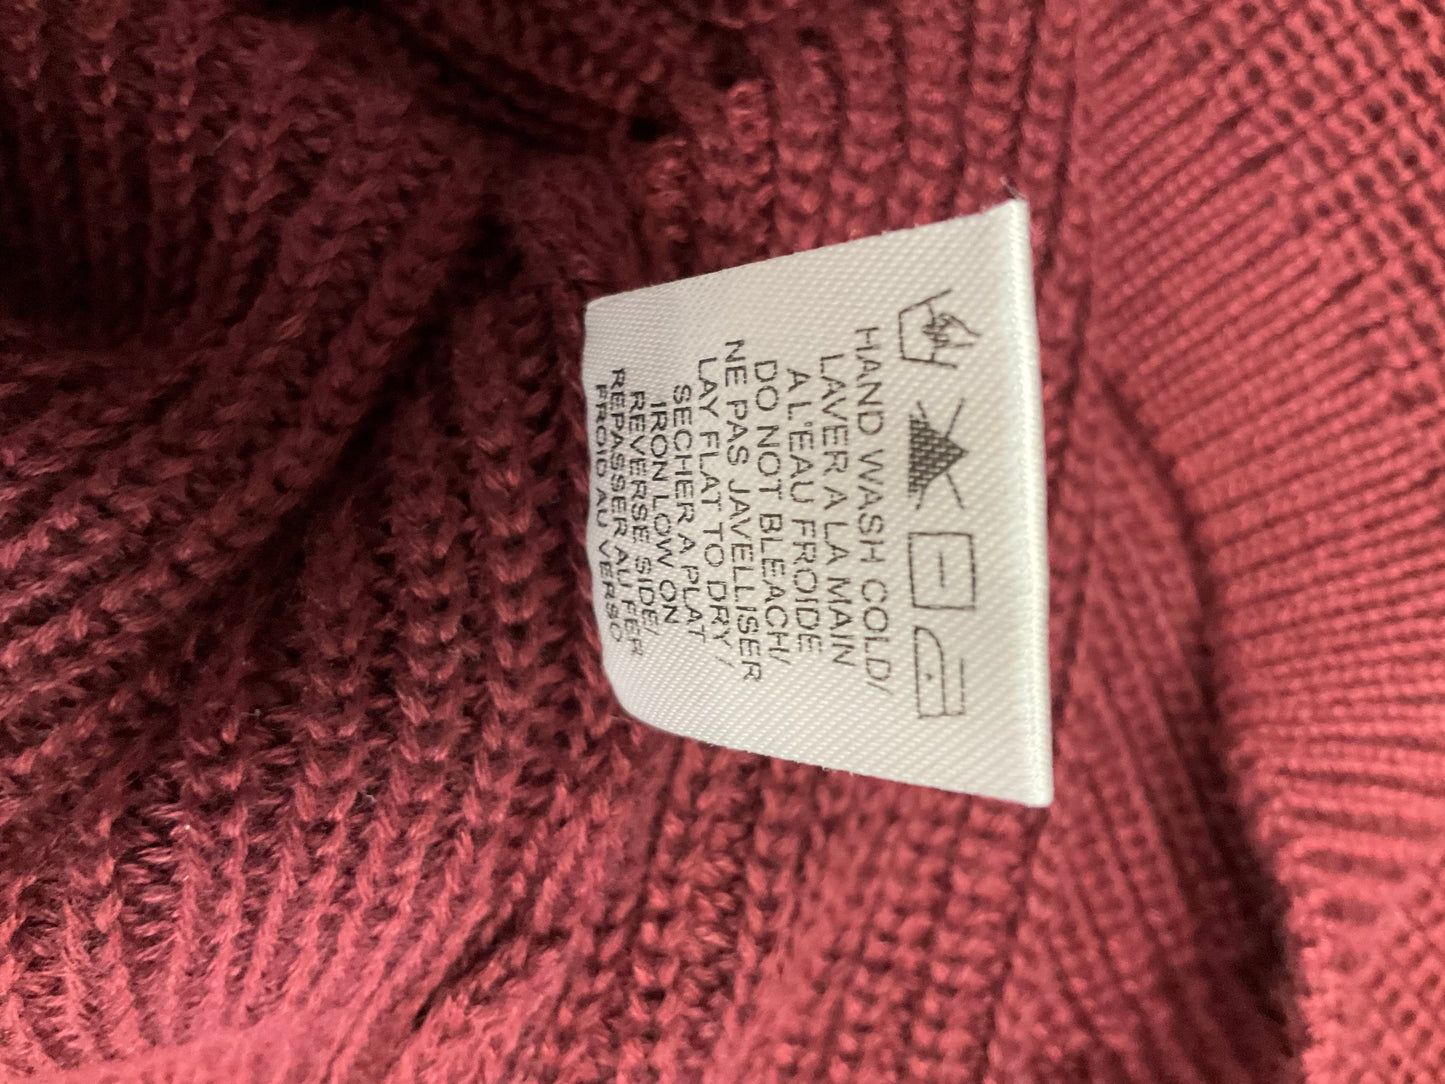 HAND WASH COLD/
LAVER A LA MAIN
A L'EAU FROIDE
DO NOT BLEACH/
NE PAS JAVELLISER
LAY FLAT TO DRY/
SECHER A PLAT
IRON LOW ON
REVERSE SIDE/
REPASSER AU FER
FROID AU VERSO